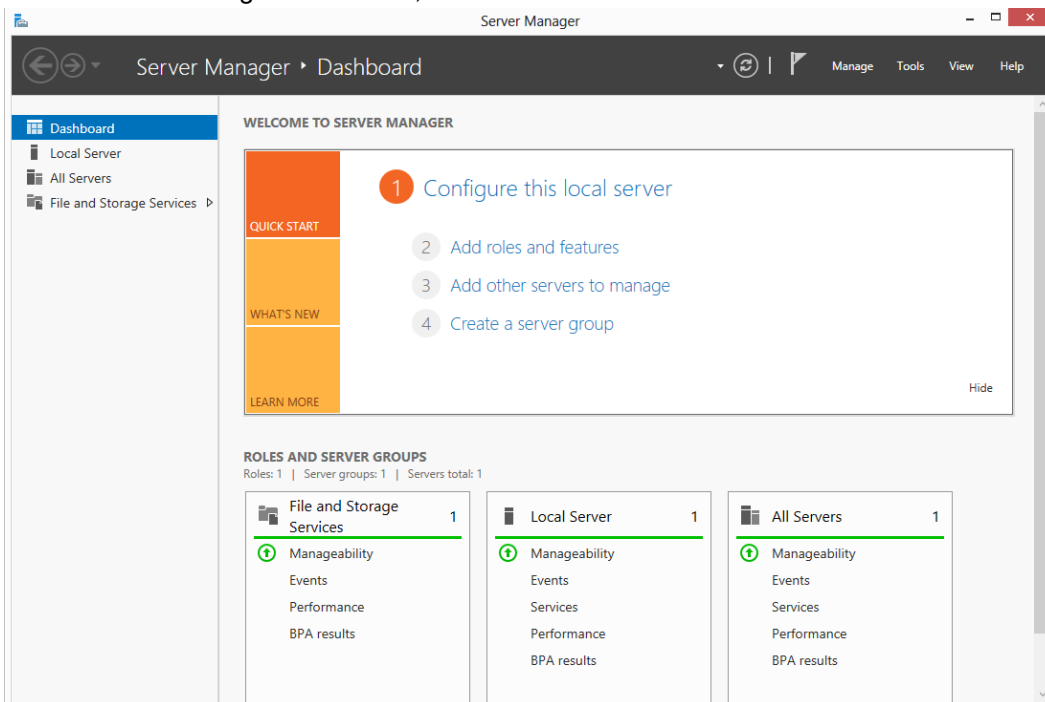 Server Manager
Server Manager • Dashboard
Manage Tools View Help
Dashboard
Local Server
All Servers
File and Storage Services
WELCOME TO SERVER MANAGER
QUICK START
WHAT'S NEW
LEARN MORE
1 Configure this local server
2 Add roles and features
3 Add other servers to manage
4 Create a server group
Hide
ROLES AND SERVER GROUPS
Roles: 1 | Server groups: 1 | Servers total: 1
File and Storage
Services 1
Manageability
Events
Performance
BPA results
Local Server 1
Manageability
Events
Services
Performance
BPA results
All Servers 1
Manageability
Events
Services
Performance
BPA results